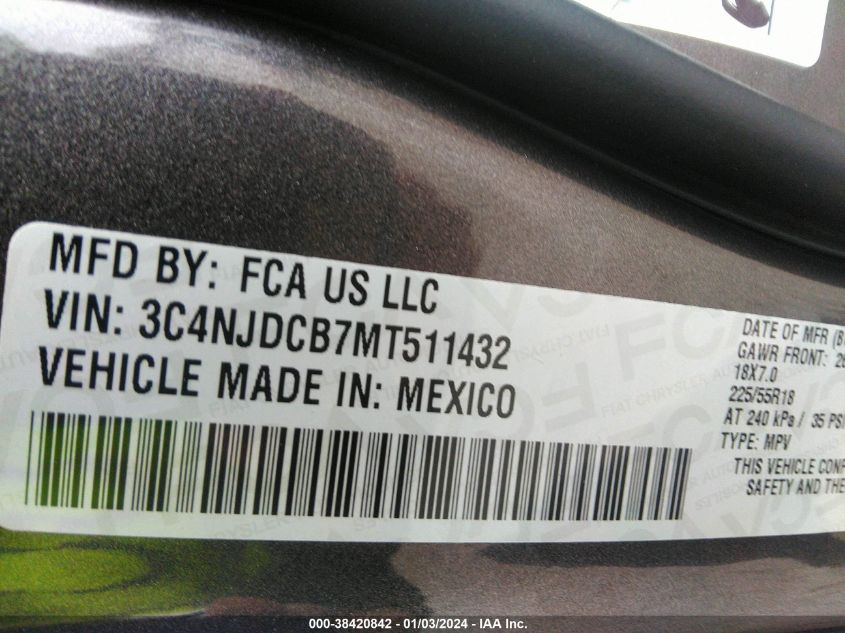 MFD BY: FCA US LLC
VIN: 3C4NJDCB7MT511432
VEHICLE MADE IN: MEXICO
DATE OF MFR
GAWR FRONT:
18X7.0
225/55R18
AT 240 kPa / 35 PSI
TYPE: MPV
THIS VEHICLE
SAFETY AND THE
FIAT CHRYSLER
000-38420842 - 01/03/2024 - IAA Inc.